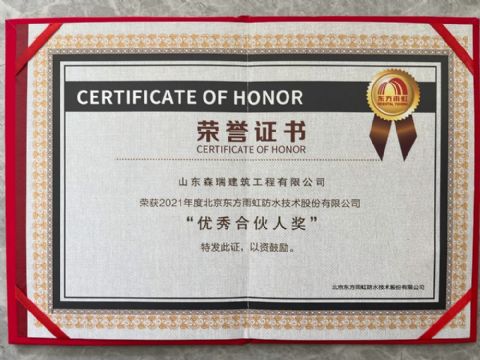 CERTIFICATE OF HONOR
东方雨虹
ORIENTAL YUHONG
荣誉证书
CERTIFICATE OF HONOR
山东森瑞建筑工程有限公司
荣获2021年度北京东方雨虹防水技术股份有限公司
“优秀合伙人奖”
特发此证，以资鼓励。
北京东方雨虹防水技术股份有限公司